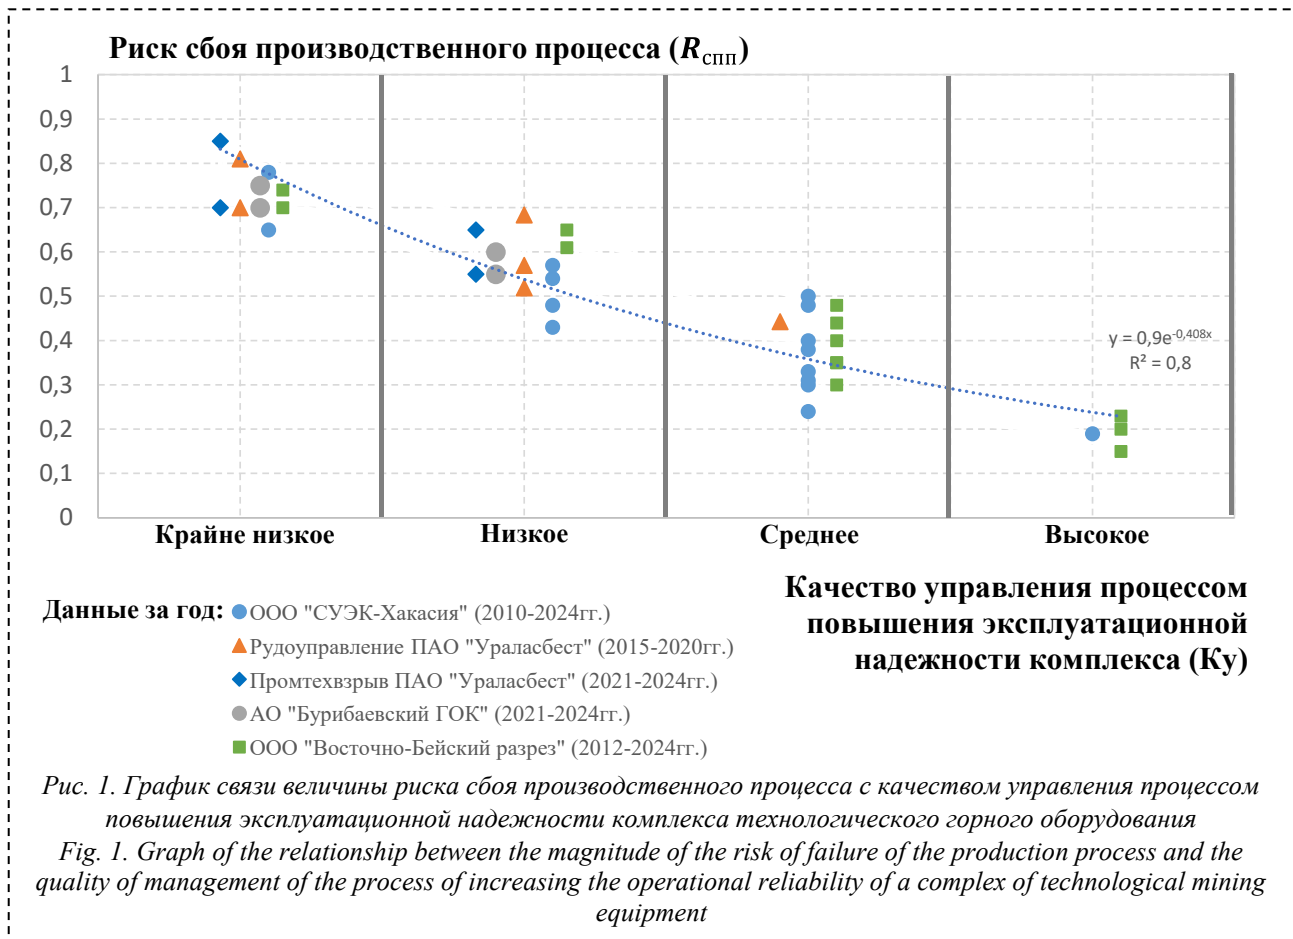 Риск сбоя производственного процесса (Rспп)
1
0,9
0,8
0,7
0,6
0,5
0,4
0,3
0,2
0,1
0
y = 0,9e-0,408x
R² = 0,8
Крайне низкое
Низкое
Среднее
Высокое
Качество управления процессом
повышения эксплуатационной
надежности комплекса (Ку)
Данные за год:
ООО "СУЭК-Хакасия" (2010-2024гг.)
Рудоуправление ПАО "Ураласбест" (2015-2020гг.)
Промтехвзрыв ПАО "Ураласбест" (2021-2024гг.)
АО "Бурибаевский ГОК" (2021-2024гг.)
ООО "Восточно-Бейский разрез" (2012-2024гг.)
Рис. 1. График связи величины риска сбоя производственного процесса с качеством управления процессом
повышения эксплуатационной надежности комплекса технологического горного оборудования
Fig. 1. Graph of the relationship between the magnitude of the risk of failure of the production process and the
quality of management of the process of increasing the operational reliability of a complex of technological mining
equipment